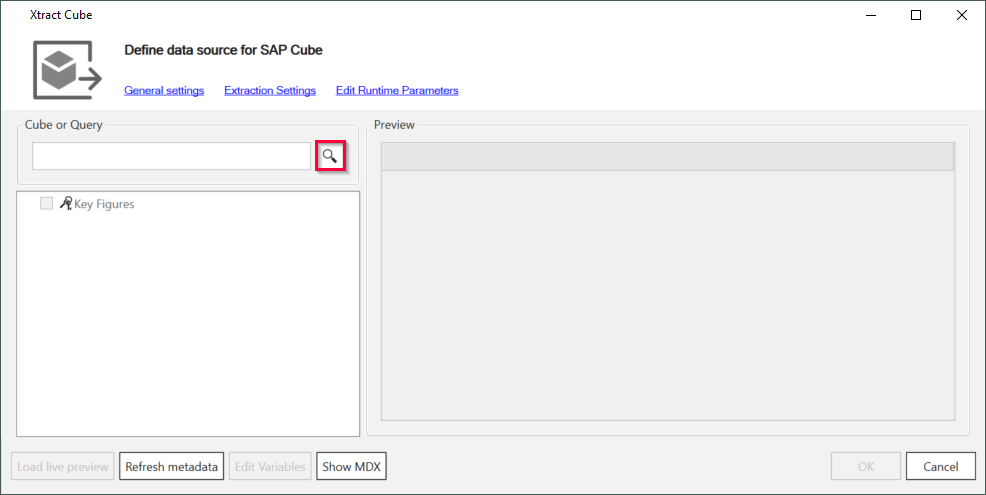 Xtract Cube
Define data source for SAP Cube
General settings Extraction Settings Edit Runtime Parameters
Cube or Query
Preview
Key Figures
Load live preview Refresh metadata Edit Variables Show MDX OK Cancel